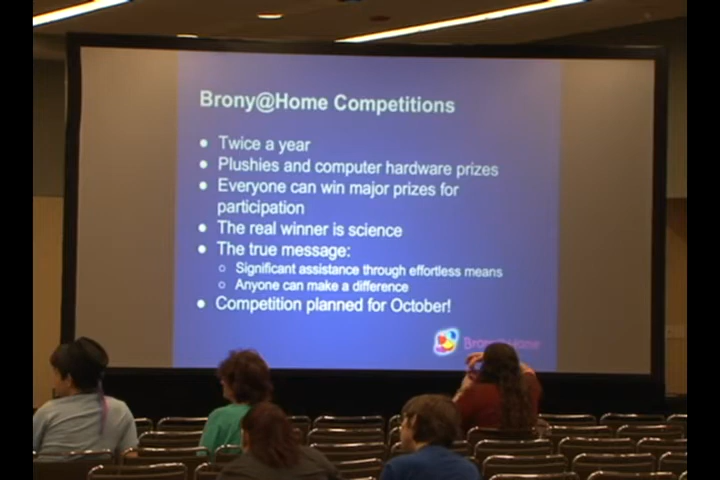 Brony@Home Competitions
● Twice a year
● Plushies and computer hardware prizes
● Everyone can win major prizes for
participation
● The real winner is science
● The true message:
○ Significant assistance through effortless means
○ Anyone can make a difference
● Competition planned for October!
Brony@Home